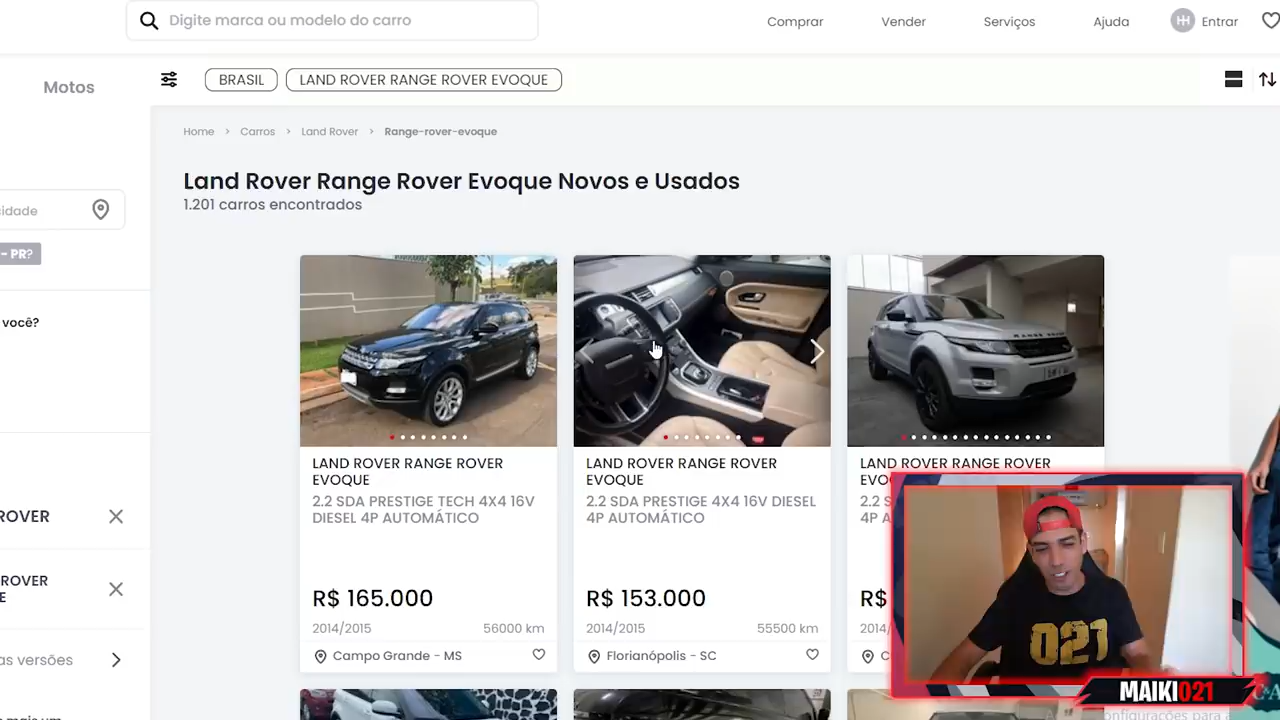 Digite marca ou modelo do carro
Comprar
Vender
Serviços
Ajuda
Entrar
Motos
BRASIL
LAND ROVER RANGE ROVER EVOQUE
Home > Carros > Land Rover > Range-rover-evoque
Land Rover Range Rover Evoque Novos e Usados
1.201 carros encontrados
cidade
- PR?
você?
ROVER
ROVER
E
as versões
LAND ROVER RANGE ROVER
EVOQUE
2.2 SDA PRESTIGE TECH 4X4 16V
DIESEL 4P AUTOMÁTICO
R$ 165.000
2014/2015
56000 km
Campo Grande - MS
LAND ROVER RANGE ROVER
EVOQUE
2.2 SDA PRESTIGE 4X4 16V DIESEL
4P AUTOMÁTICO
R$ 153.000
2014/2015
55500 km
Florianópolis - SC
RANGE ROVER
LAND ROVER RANGE ROVER
EVO
2.2 S
4P A
R$
2014/
C
021
MAIKI021
onfigurações para